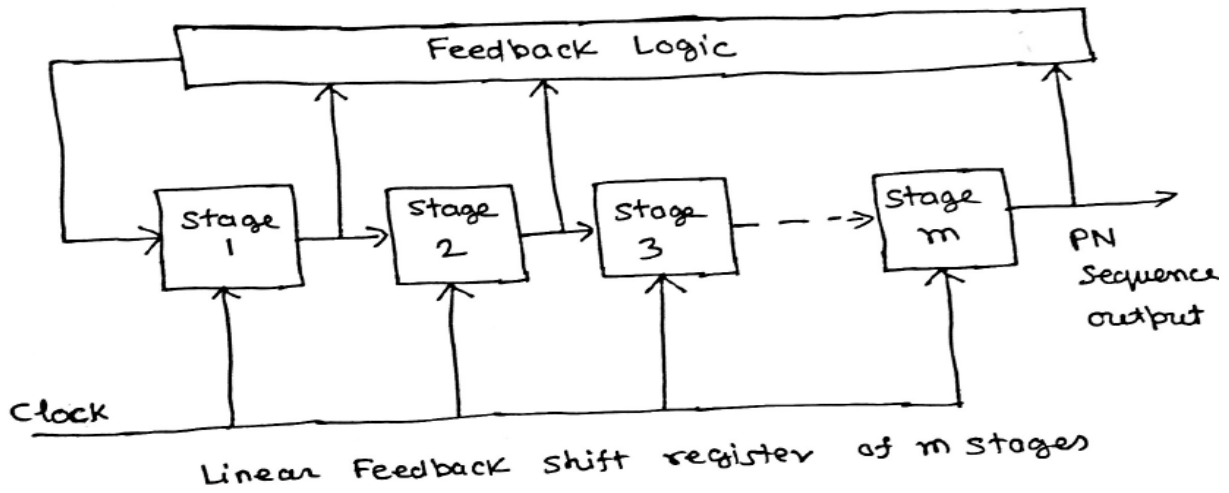 Feedback Logic
Stage
1
Stage
2
Stage
3
Stage
m
PN
Sequence
output
Clock
Linear Feedback shift register of m stages